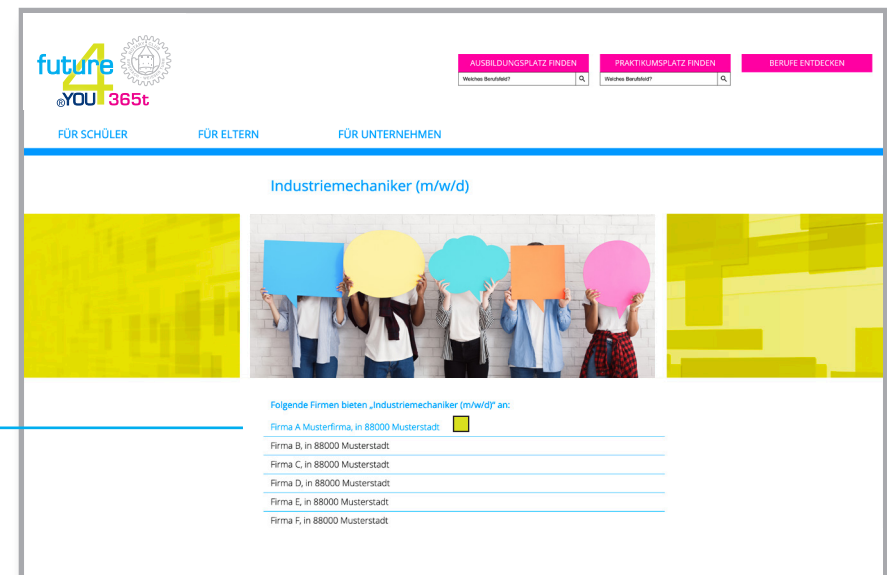 future
4
®YOU 365t
AUSBILDUNGSPLATZ FINDEN
Welches Berufsfeld?
PRAKTIKUMSPLATZ FINDEN
Welches Berufsfeld?
BERUFE ENTDECKEN
FÜR SCHÜLER
FÜR ELTERN
FÜR UNTERNEHMEN
Industriemechaniker (m/w/d)
Folgende Firmen bieten „Industriemechaniker (m/w/d)“ an:
Firma A Musterfirma, in 88000 Musterstadt
Firma B, in 88000 Musterstadt
Firma C, in 88000 Musterstadt
Firma D, in 88000 Musterstadt
Firma E, in 88000 Musterstadt
Firma F, in 88000 Musterstadt